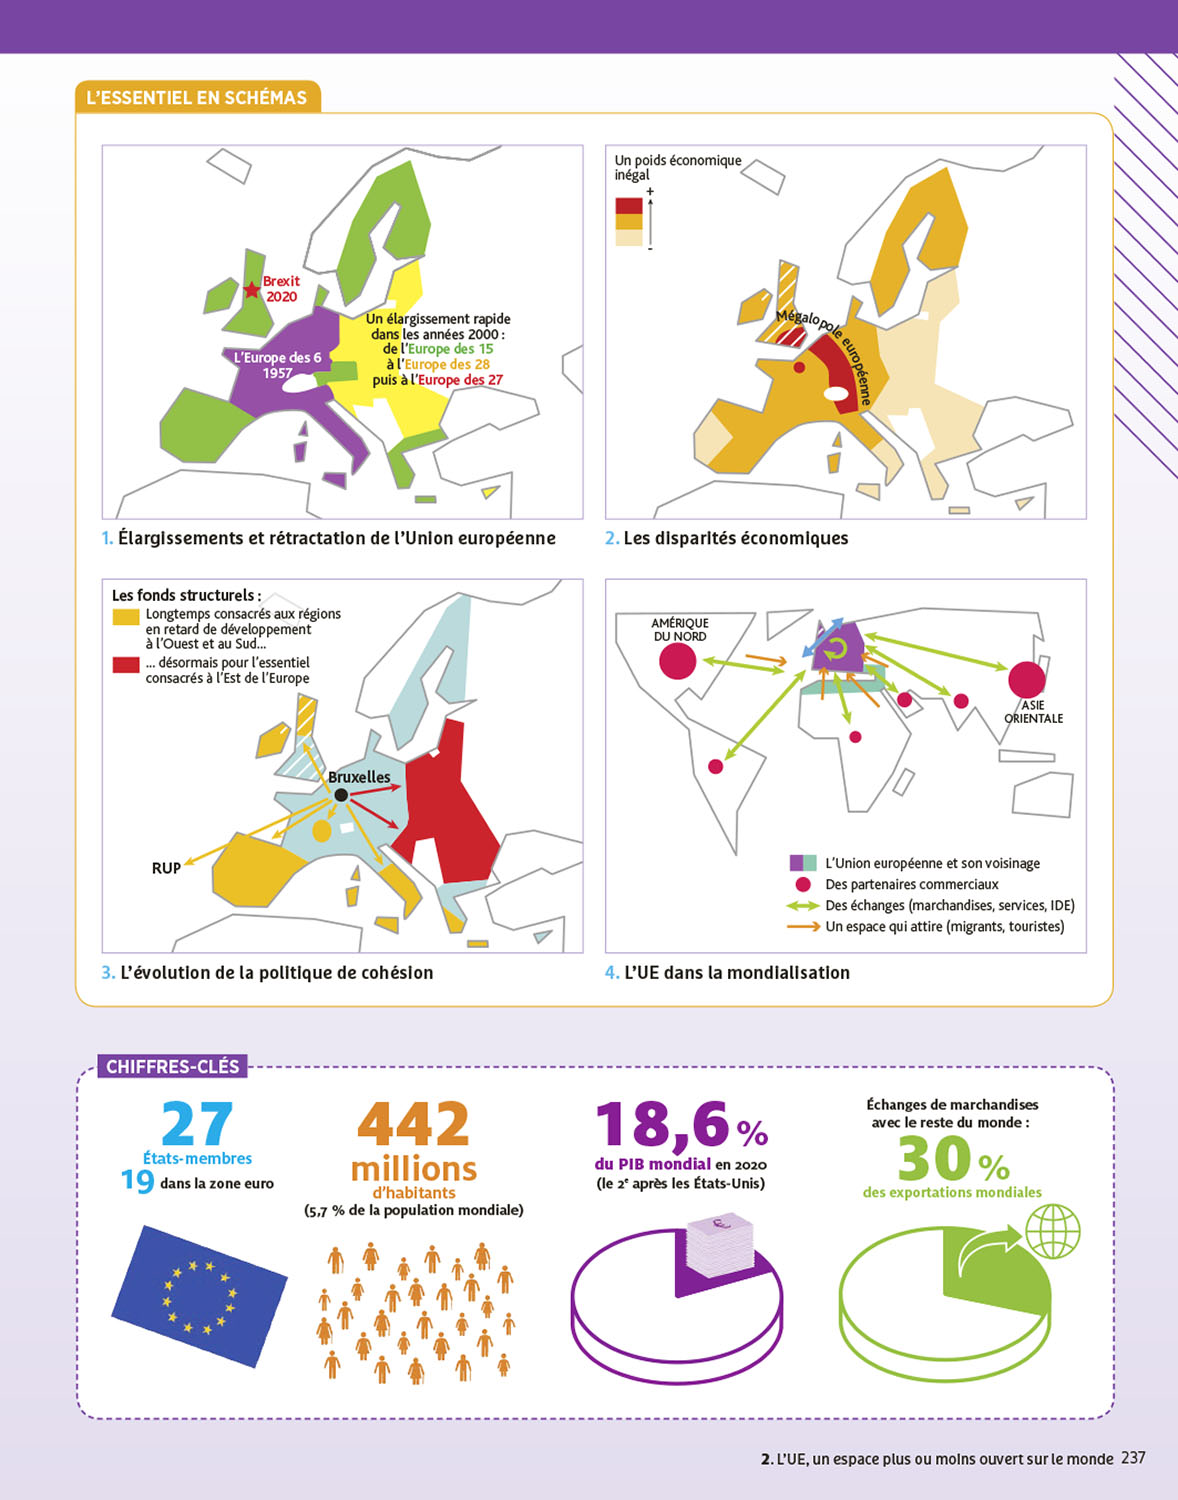 L'ESSENTIEL EN SCHÉMAS
Brexit
2020
L'Europe des 6
1957
Un élargissement rapide
dans les années 2000 :
de l'Europe des 15
à l'Europe des 28
puis à l'Europe des 27
1. Élargissements et rétractation de l'Union européenne
Un poids économique
inégal
+
-
Mégalopole européenne
2. Les disparités économiques
Les fonds structurels :
Longtemps consacrés aux régions
en retard de développement
à l'Ouest et au Sud...
... désormais pour l'essentiel
consacrés à l'Est de l'Europe
Bruxelles
RUP
3. L'évolution de la politique de cohésion
AMÉRIQUE
DU NORD
ASIE
ORIENTALE
L'Union européenne et son voisinage
Des partenaires commerciaux
Des échanges (marchandises, services, IDE)
Un espace qui attire (migrants, touristes)
4. L'UE dans la mondialisation
CHIFFRES-CLÉS
27
États-membres
19 dans la zone euro
442
millions
d'habitants
(5,7 % de la population mondiale)
18,6 %
du PIB mondial en 2020
(le 2e après les États-Unis)
€
Échanges de marchandises
avec le reste du monde :
30 %
des exportations mondiales
2. L'UE, un espace plus ou moins ouvert sur le monde 237